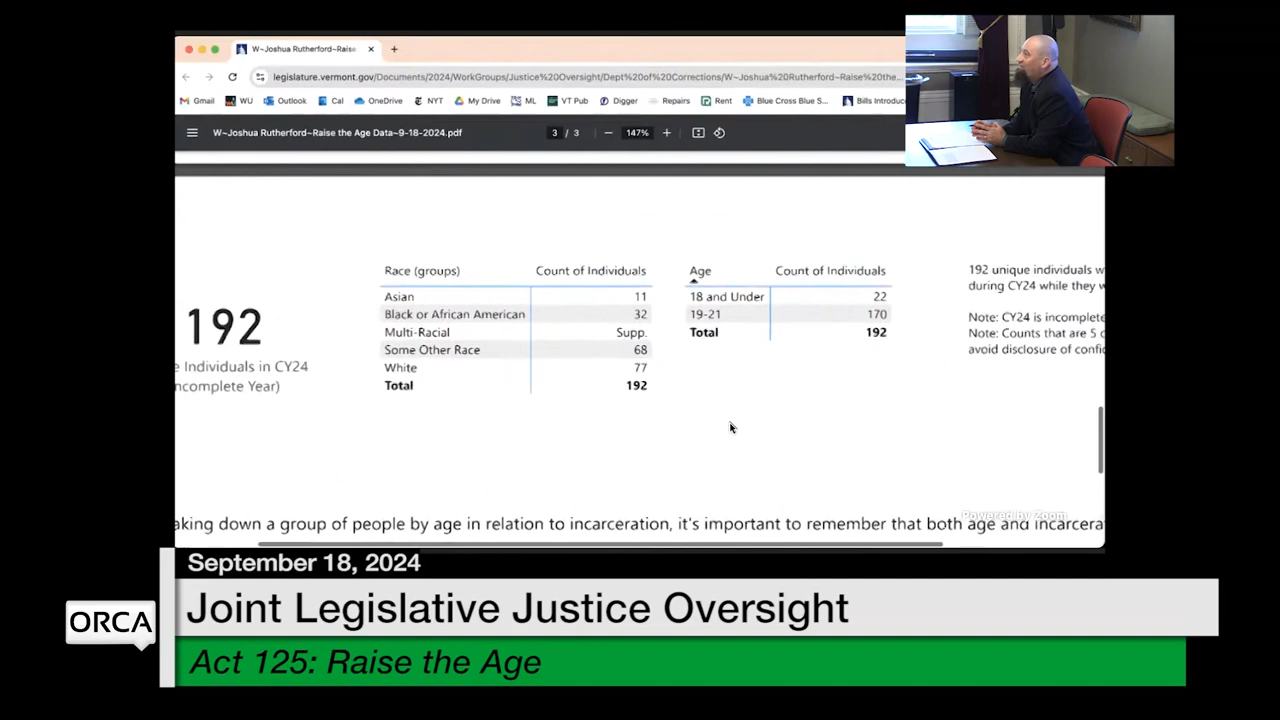 W~Joshua Rutherford~Raise
legislature.vermont.gov/Documents/2024/WorkGroups/Justice%20Oversight/Dept%20of%20Corrections/W~Joshua%20Rutherford~Raise%20the...
Gmail WU Outlook Cal OneDrive NYT My Drive ML VT Pub Digger Repairs Rent Blue Cross Blue S... Bills Introduc
W~Joshua Rutherford~Raise the Age Data~9-18-2024.pdf 3 / 3 147%
192
e Individuals in CY24
ncomplete Year)
Race (groups) Count of Individuals
Asian 11
Black or African American 32
Multi-Racial Supp.
Some Other Race 68
White 77
Total 192
Age Count of Individuals
18 and Under 22
19-21 170
Total 192
192 unique individuals w
during CY24 while they w
Note: CY24 is incomplete
Note: Counts that are 5 o
avoid disclosure of confic
aking down a group of people by age in relation to incarceration, it's important to remember that both age and incarcerat
Powered by Zoom
September 18, 2024
ORCA
Joint Legislative Justice Oversight
Act 125: Raise the Age